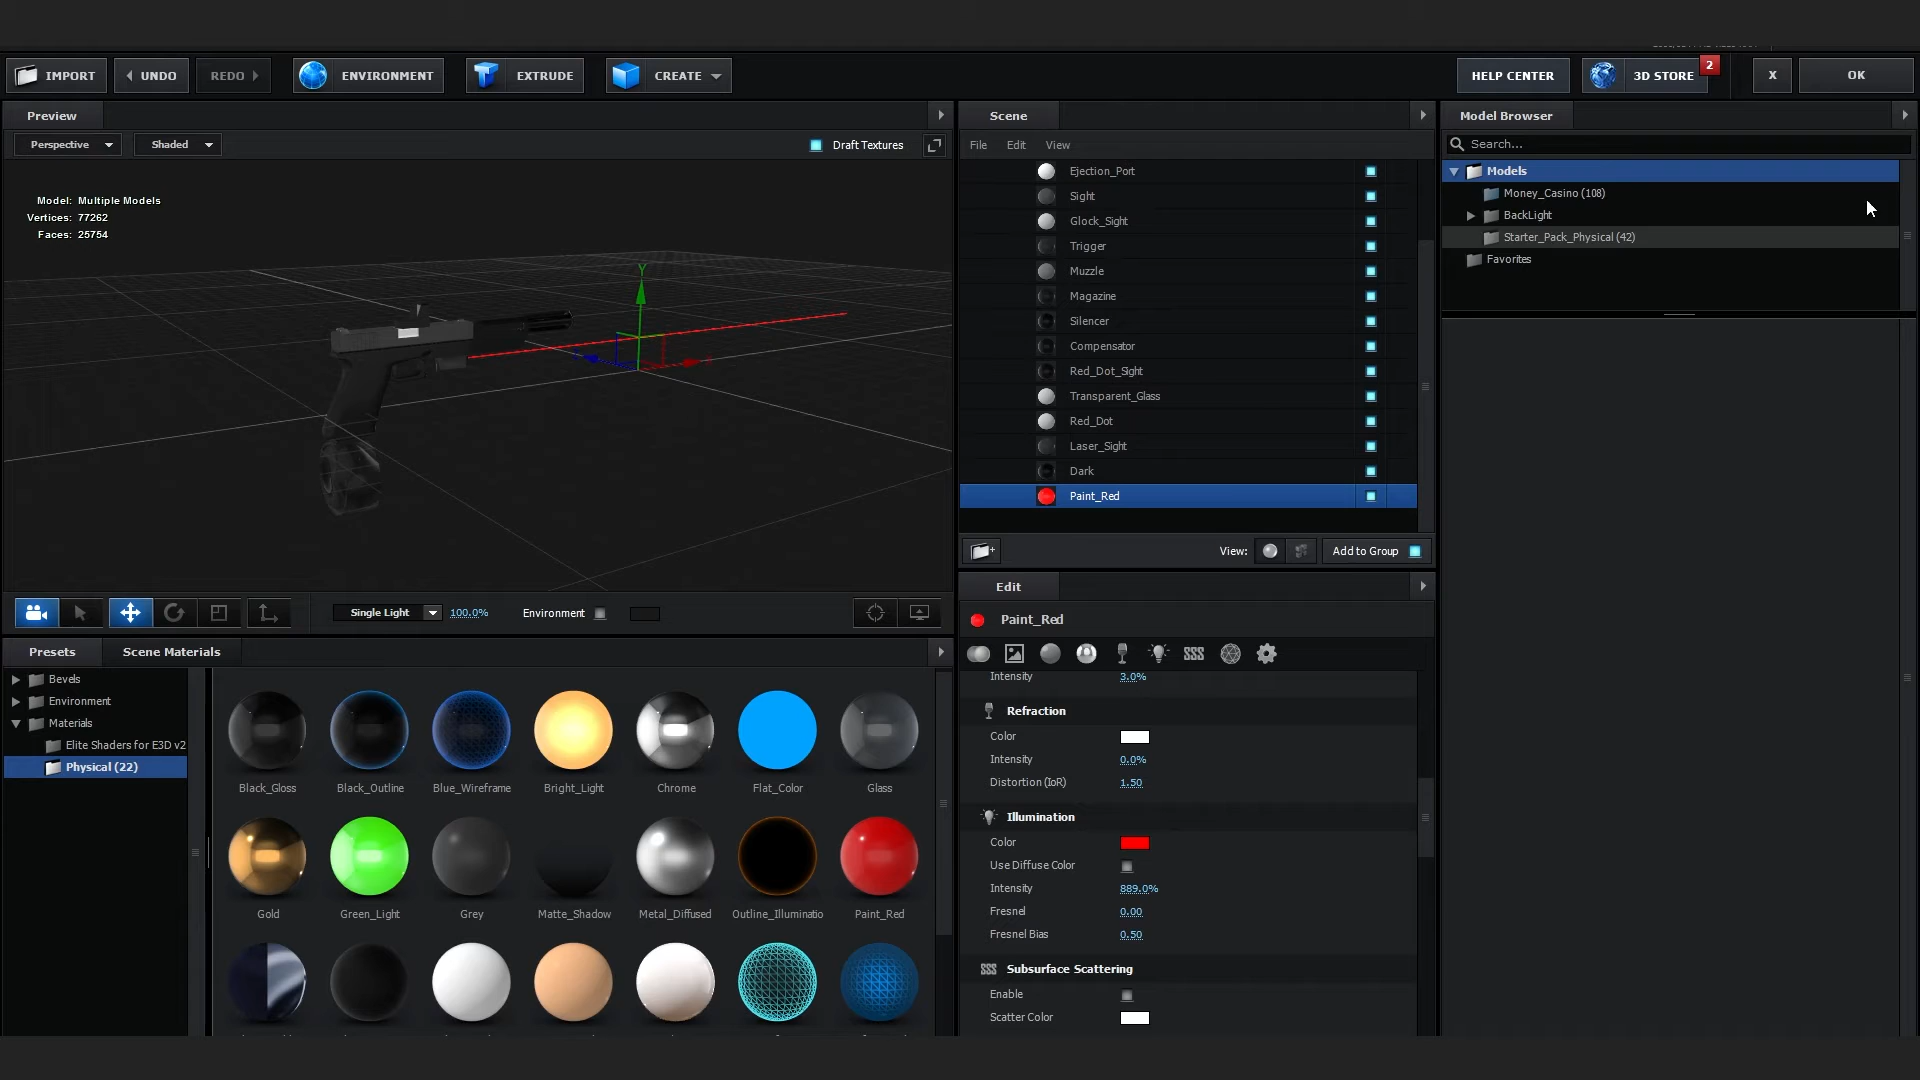 IMPORT
UNDO
REDO
ENVIRONMENT
EXTRUDE
CREATE
HELP CENTER
3D STORE
2
X
OK
Preview
Perspective
Shaded
Draft Textures
Model: Multiple Models
Vertices: 77262
Faces: 25754
Y
Single Light
100.0%
Environment
Presets
Scene Materials
Bevels
Environment
Materials
Elite Shaders for E3D v2
Physical (22)
Black_Gloss
Black_Outline
Blue_Wireframe
Bright_Light
Chrome
Flat_Color
Glass
Gold
Green_Light
Grey
Matte_Shadow
Metal_Diffused
Outline_Illuminatio
Paint_Red
Scene
File
Edit
View
Ejection_Port
Sight
Glock_Sight
Trigger
Muzzle
Magazine
Silencer
Compensator
Red_Dot_Sight
Transparent_Glass
Red_Dot
Laser_Sight
Dark
Paint_Red
View:
Add to Group
Edit
Paint_Red
Intensity 3.0%
Refraction
Color
Intensity 0.0%
Distortion (IoR) 1.50
Illumination
Color
Use Diffuse Color
Intensity 889.0%
Fresnel 0.00
Fresnel Bias 0.50
Subsurface Scattering
Enable
Scatter Color
Model Browser
Search...
Models
Money_Casino (108)
BackLight
Starter_Pack_Physical (42)
Favorites